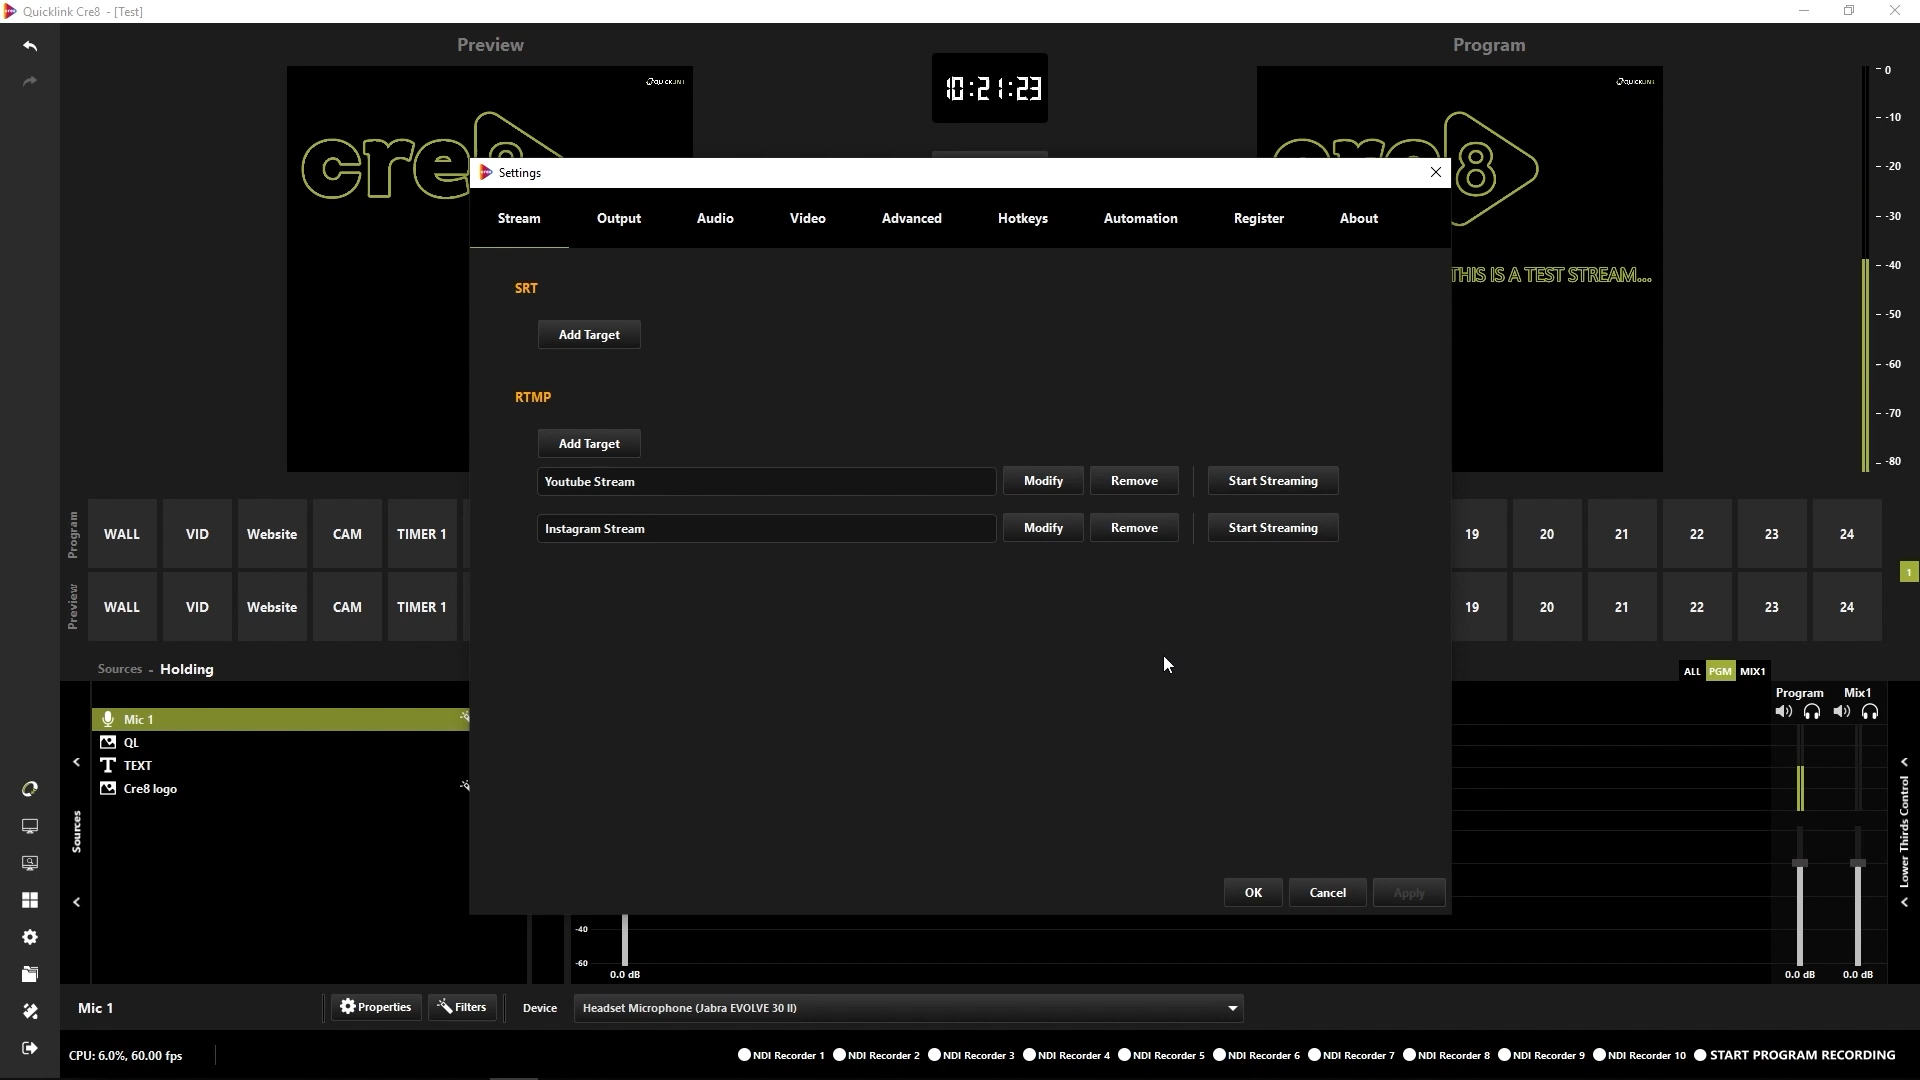 Quicklink Cre8 - [Test]
Preview
10:21:23
Program
QUICKLINK
cre8
QUICKLINK
cre8
THIS IS A TEST STREAM...
0
-10
-20
-30
-40
-50
-60
-70
-80
Settings
Stream Output Audio Video Advanced Hotkeys Automation Register About
SRT
Add Target
RTMP
Add Target
Youtube Stream Modify Remove Start Streaming
Instagram Stream Modify Remove Start Streaming
OK Cancel Apply
Program
WALL VID Website CAM TIMER 1 19 20 21 22 23 24
Preview
WALL VID Website CAM TIMER 1 19 20 21 22 23 24
1
Sources - Holding
Mic 1
QL
TEXT
Cre8 logo
Sources
ALL PGM MIX1
Program Mix1
Lower Thirds Control
-40
-60
0.0 dB
0.0 dB 0.0 dB
Mic 1 Properties Filters Device Headset Microphone (Jabra EVOLVE 30 II)
CPU: 6.0%, 60.00 fps
NDI Recorder 1 NDI Recorder 2 NDI Recorder 3 NDI Recorder 4 NDI Recorder 5 NDI Recorder 6 NDI Recorder 7 NDI Recorder 8 NDI Recorder 9 NDI Recorder 10 START PROGRAM RECORDING